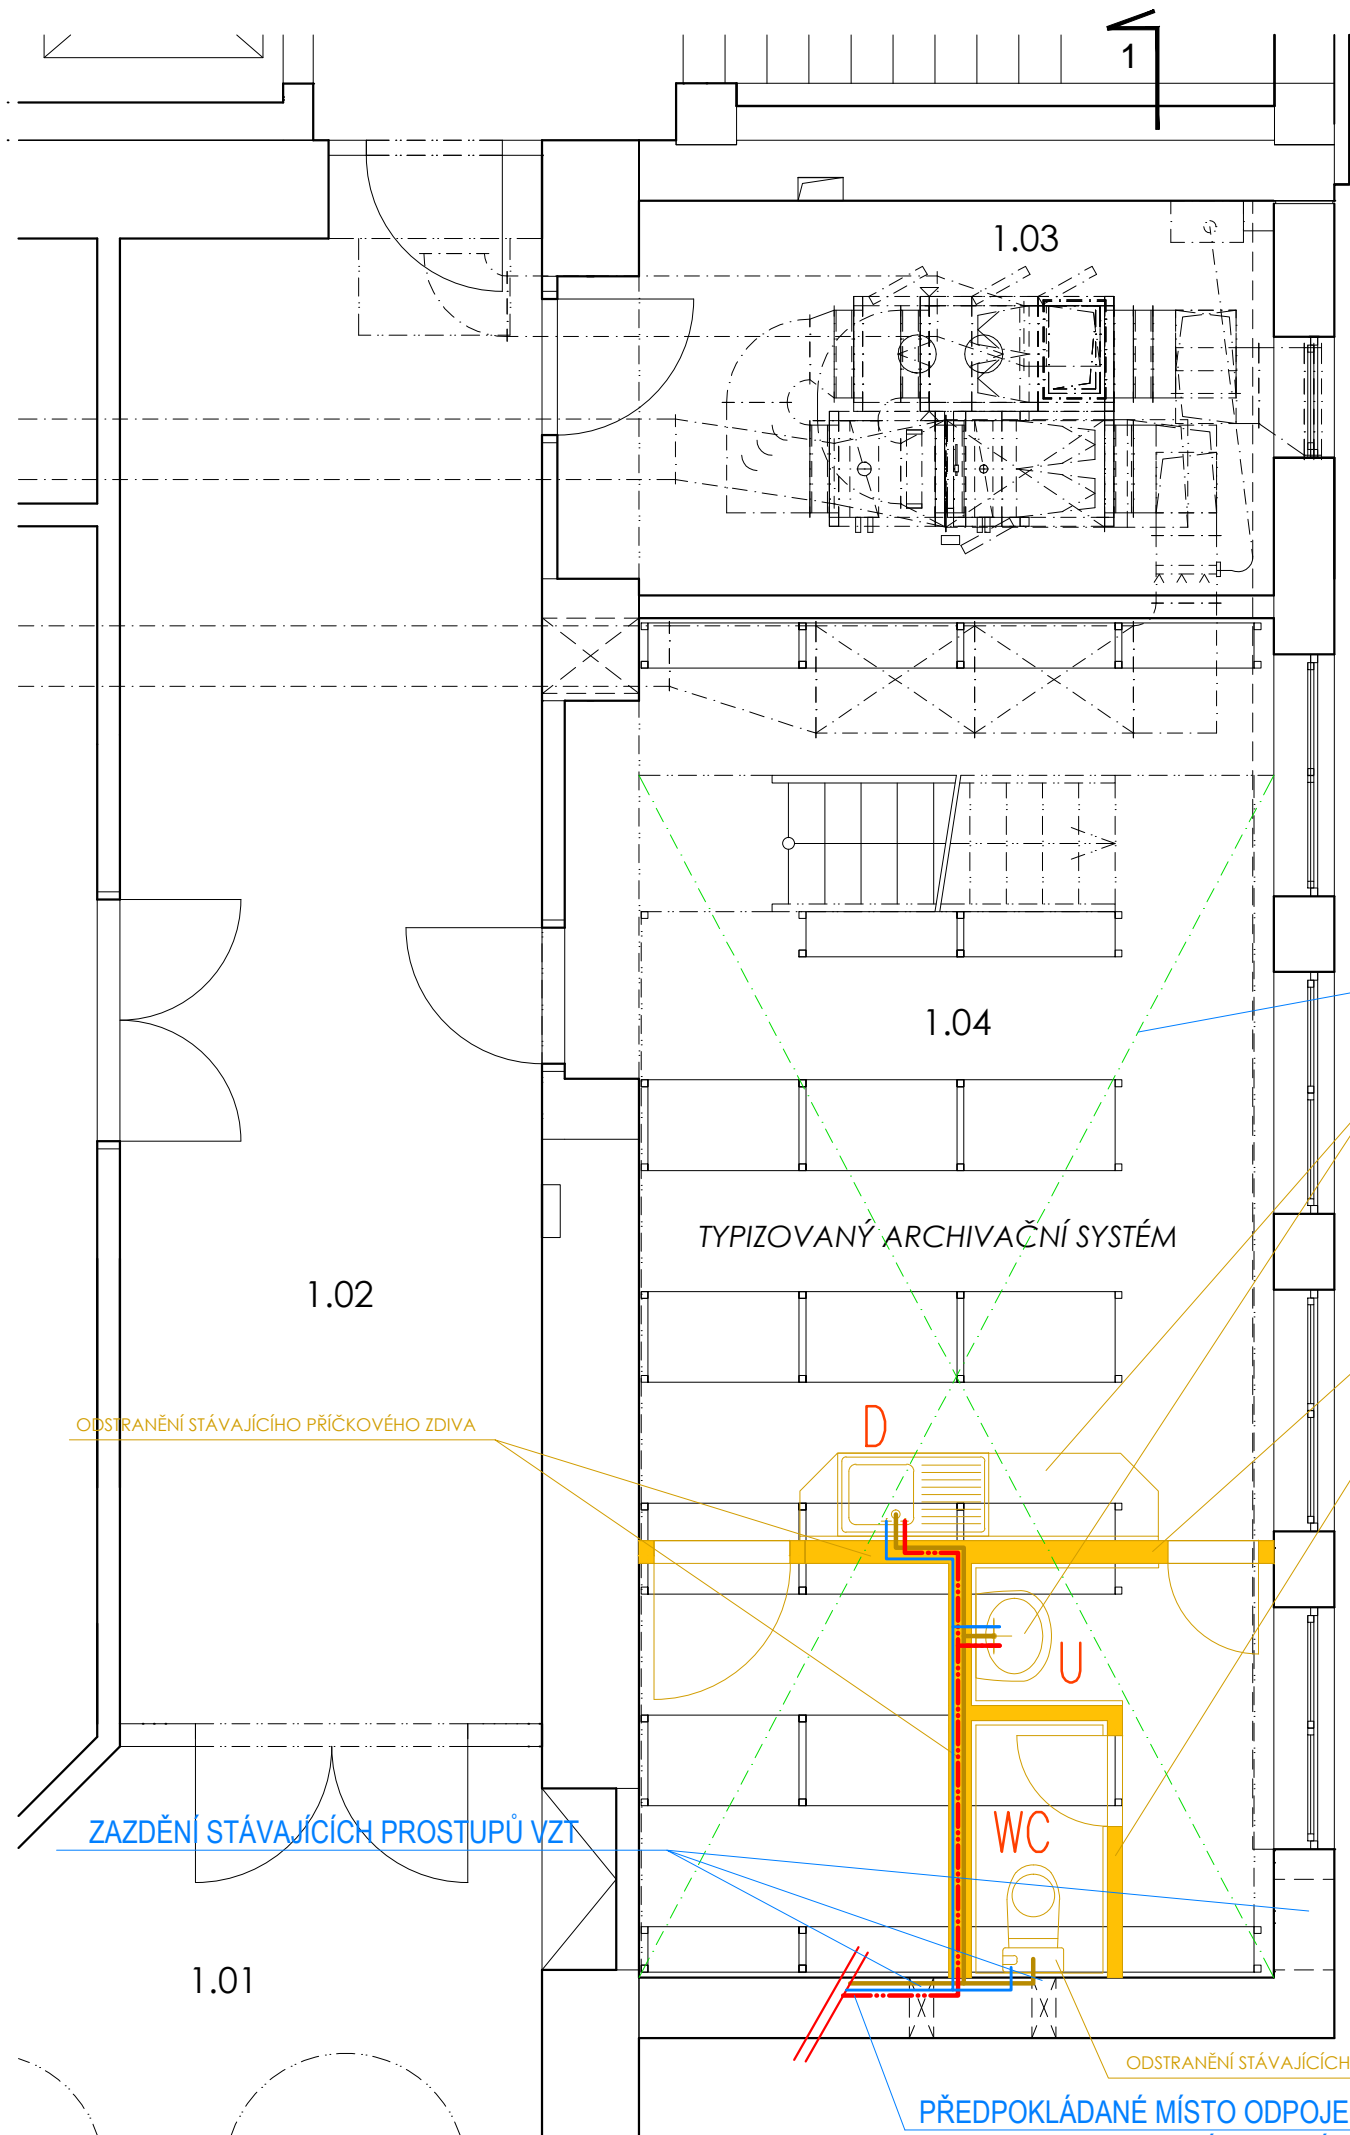 1
1.03
1.04
TYPIZOVANÝ ARCHIVAČNÍ SYSTÉM
1.02
D
ODSTRANĚNÍ STÁVAJÍCÍHO PŘÍČKOVÉHO ZDIVA
U
ZAZDĚNÍ STÁVAJÍCÍCH PROSTUPŮ VZT
WC
1.01
ODSTRANĚNÍ STÁVAJÍCÍCH
PŘEDPOKLÁDANÉ MÍSTO ODPOJE